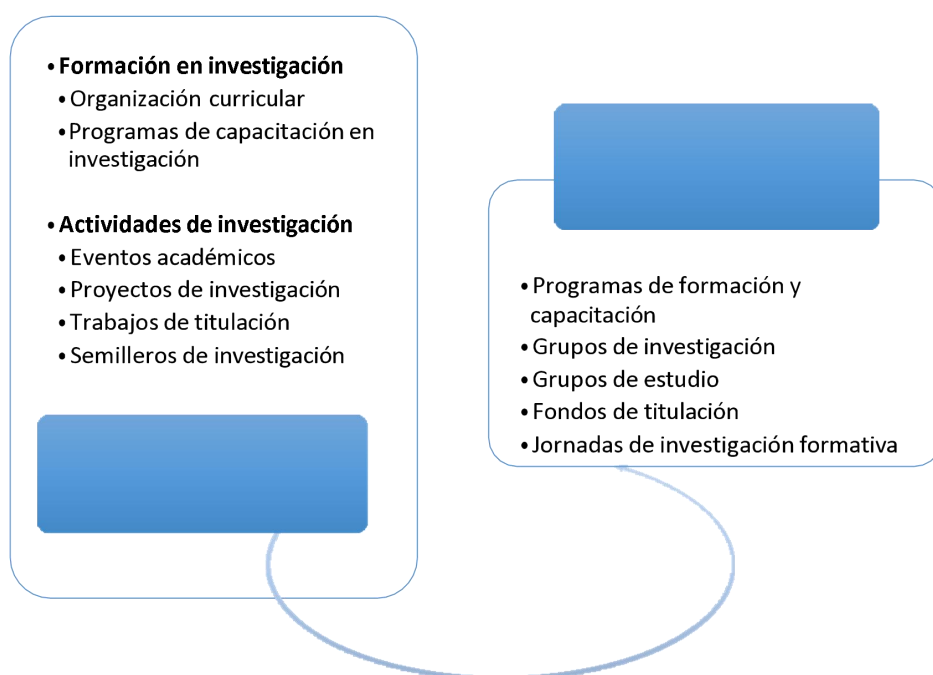 • Formación en investigación
• Organización curricular
• Programas de capacitación en
investigación
• Actividades de investigación
• Eventos académicos
• Proyectos de investigación
• Trabajos de titulación
• Semilleros de investigación
• Programas de formación y
capacitación
• Grupos de investigación
• Grupos de estudio
• Fondos de titulación
• Jornadas de investigación formativa